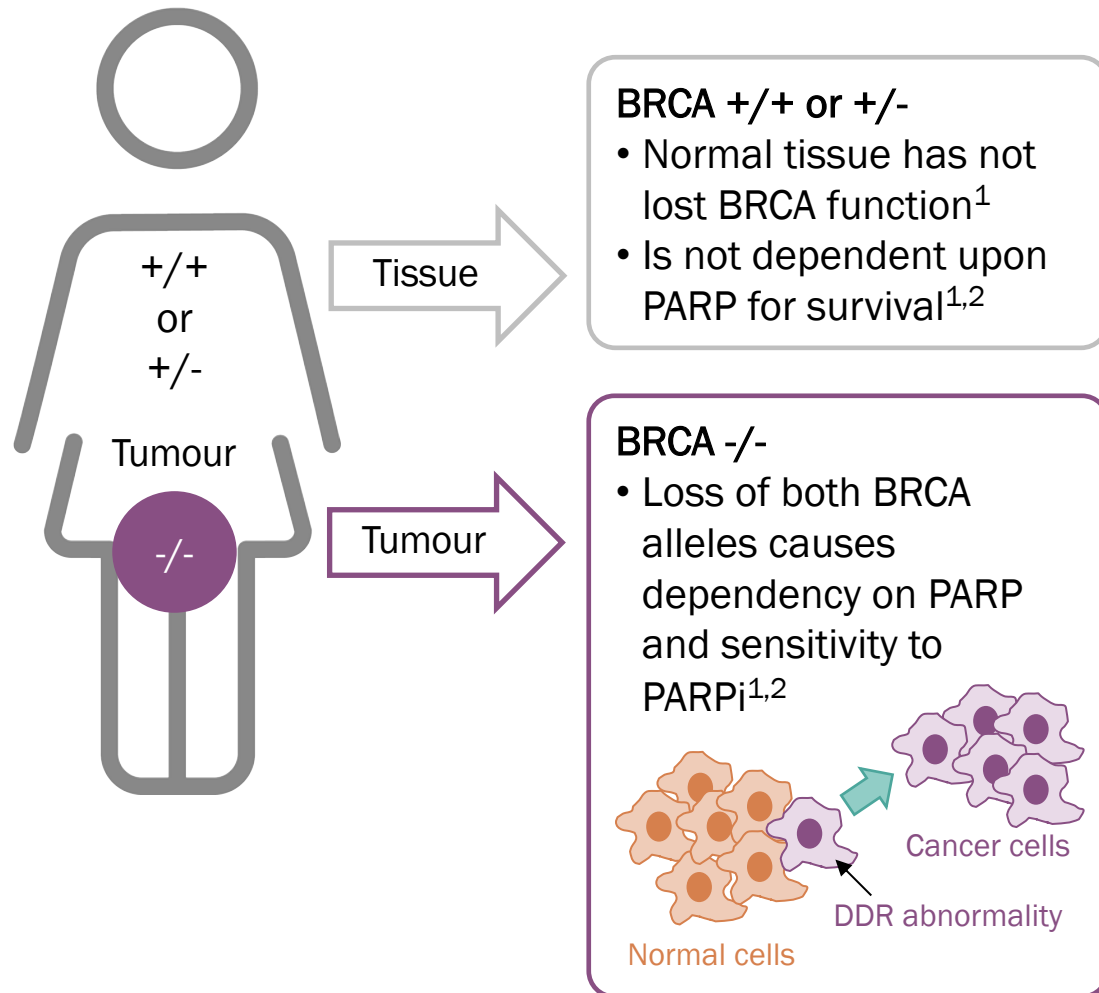 +/+
or
+/-
Tumour
-/-
Tissue
BRCA +/+ or +/-
• Normal tissue has not
lost BRCA function¹
• Is not dependent upon
PARP for survival¹,²
Tumour
BRCA -/-
• Loss of both BRCA
alleles causes
dependency on PARP
and sensitivity to
PARPi¹,²
Cancer cells
DDR abnormality
Normal cells